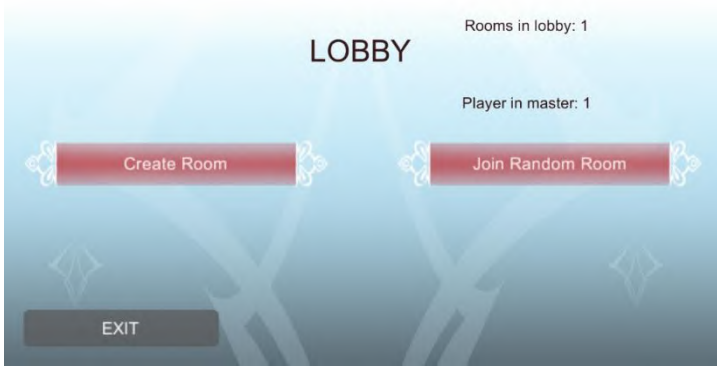 Rooms in lobby: 1
LOBBY
Player in master: 1
Create Room
Join Random Room
EXIT